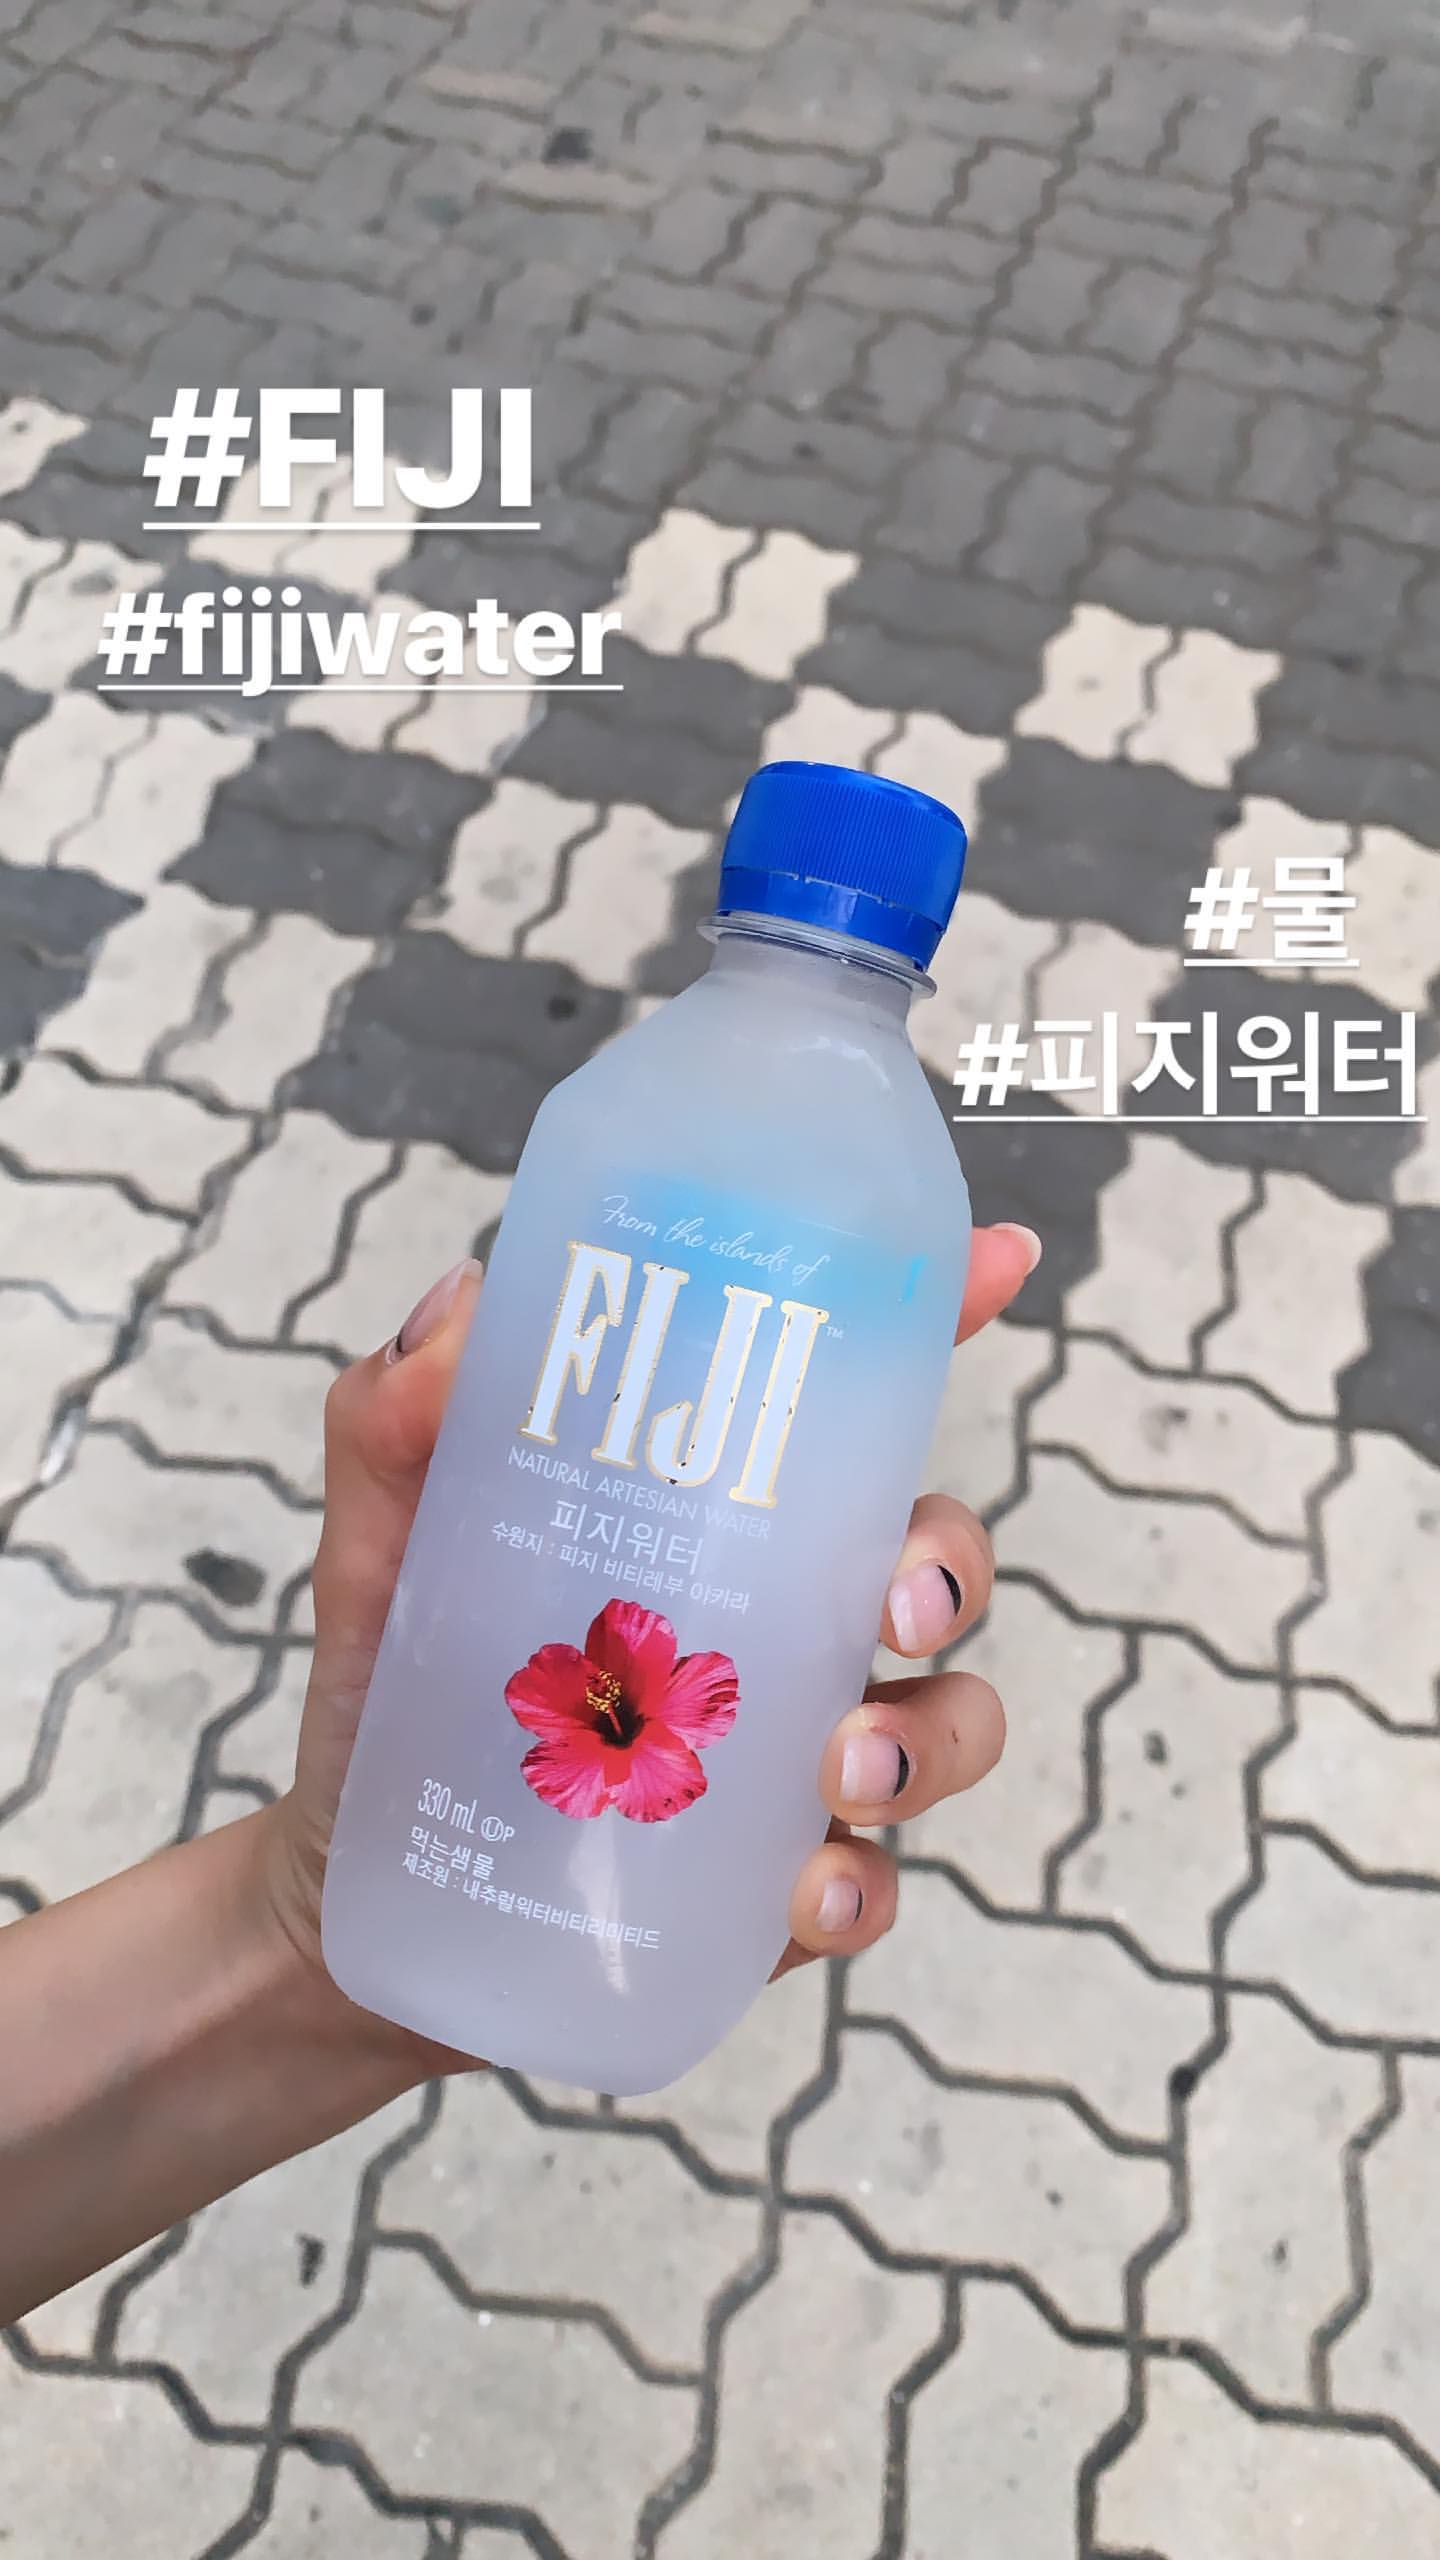 #FIJI
#fijiwater
#물
#피지워터
From the islands of
FIJI™
NATURAL ARTESIAN WATER
피지워터
수원지 : 피지 비티레부 야카라
330 mL ⓊP
먹는샘물
제조원 : 내추럴워터비티리미티드